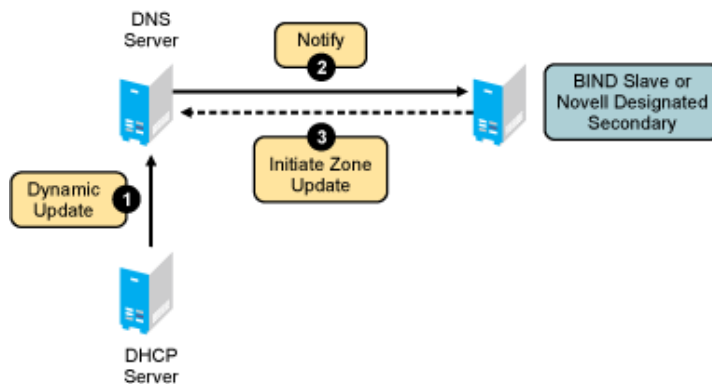 DNS
Server
Notify
2
BIND Slave or
Novell Designated
Secondary
3
Initiate Zone
Update
Dynamic
Update
1
DHCP
Server